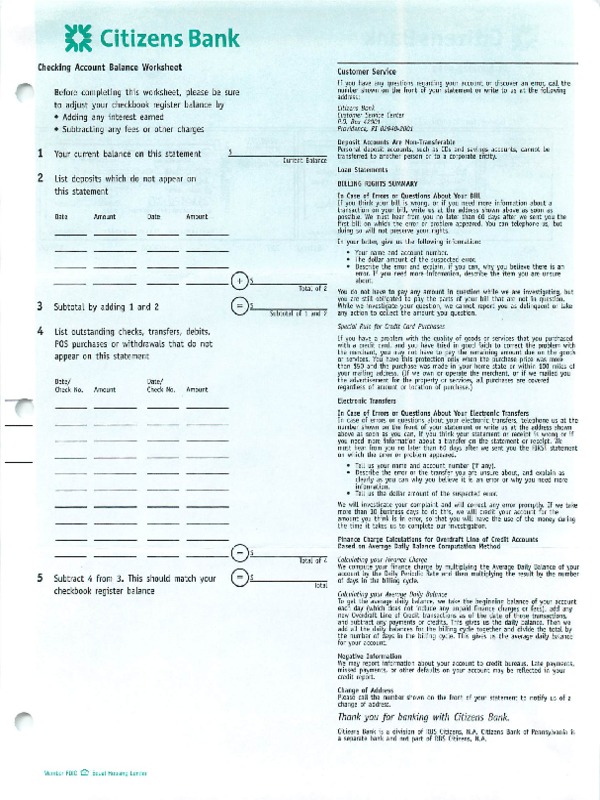 Citizens Bank
Checking Account Balance Worksheet
Before completing this worksheet, please be sure
to adjust your checkbook register balance by
• Adding any interest earned
• Subtracting any fees or other charges
1 Your current balance on this statement $
Current Balance
2 List deposits which do not appear on
this statement
Date Amount Date Amount
+ $
Total of 2
3 Subtotal by adding 1 and 2 = $
Subtotal of 1 and 2
4 List outstanding checks, transfers, debits,
POS purchases or withdrawals that do not
appear on this statement
Date/ Date/
Check No. Amount Check No. Amount
− $
Total of 4
5 Subtract 4 from 3. This should match your = $
Total
checkbook register balance
Member FDIC Equal Housing Lender
Customer Service
If you have any questions regarding your account or discover an error, call the
number shown on the front of your statement or write to us at the following
address:
Citizens Bank
Customer Service Center
P.O. Box 42001
Providence, RI 02940-2001
Deposit Accounts Are Non-Transferable
Personal deposit accounts, such as CDs and savings accounts, cannot be
transferred to another person or to a corporate entity.
Loan Statements
BILLING RIGHTS SUMMARY
In Case of Errors or Questions About Your Bill
If you think your bill is wrong, or if you need more information about a
transaction on your bill, write us at the address shown above as soon as
possible. We must hear from you no later than 60 days after we sent you the
first bill on which the error or problem appeared. You can telephone us, but
doing so will not preserve your rights.
In your letter, give us the following information:
• Your name and account number.
• The dollar amount of the suspected error.
• Describe the error and explain, if you can, why you believe there is an
error. If you need more information, describe the item you are unsure
about.
You do not have to pay any amount in question while we are investigating, but
you are still obligated to pay the parts of your bill that are not in question.
While we investigate your question, we cannot report you as delinquent or take
any action to collect the amount you question.
Special Rule for Credit Card Purchases
If you have a problem with the quality of goods or services that you purchased
with a credit card, and you have tried in good faith to correct the problem with
the merchant, you may not have to pay the remaining amount due on the goods
or services. You have this protection only when the purchase price was more
than $50 and the purchase was made in your home state or within 100 miles of
your mailing address. (If we own or operate the merchant, or if we mailed you
the advertisement for the property or services, all purchases are covered
regardless of amount or location of purchase.)
Electronic Transfers
In Case of Errors or Questions About Your Electronic Transfers
In case of errors or questions about your electronic transfers, telephone us at the
number shown on the front of your statement or write to us at the address shown
above as soon as you can, if you think your statement or receipt is wrong or if
you need more information about a transfer on the statement or receipt. We
must hear from you no later than 60 days after we sent you the FIRST statement
on which the error or problem appeared.
• Tell us your name and account number (if any).
• Describe the error or the transfer you are unsure about, and explain as
clearly as you can why you believe it is an error or why you need more
information.
• Tell us the dollar amount of the suspected error.
We will investigate your complaint and will correct any error promptly. If we take
more than 10 business days to do this, we will credit your account for the
amount you think is in error, so that you will have the use of the money during
the time it takes us to complete our investigation.
Finance Charge Calculations for Overdraft Line of Credit Accounts
Based on Average Daily Balance Computation Method
Calculating your Finance Charge
We compute your finance charge by multiplying the Average Daily Balance of your
account by the Daily Periodic Rate and then multiplying the result by the number
of days in the billing cycle.
Calculating your Average Daily Balance
To get the average daily balance, we take the beginning balance of your account
each day (which does not include any unpaid finance charges or fees), add any
new Overdraft Line of Credit transactions as of the date of those transactions,
and subtract any payments or credits. This gives us the daily balance. Then we
add all the daily balances for the billing cycle together and divide the total by
the number of days in the billing cycle. This gives us the average daily balance
for your account.
Negative Information
We may report information about your account to credit bureaus. Late payments,
missed payments, or other defaults on your account may be reflected in your
credit report.
Change of Address
Please call the number shown on the front of your statement to notify us of a
change of address.
Thank you for banking with Citizens Bank.
Citizens Bank is a division of RBS Citizens, N.A. Citizens Bank of Pennsylvania is
a separate bank and not part of RBS Citizens, N.A.